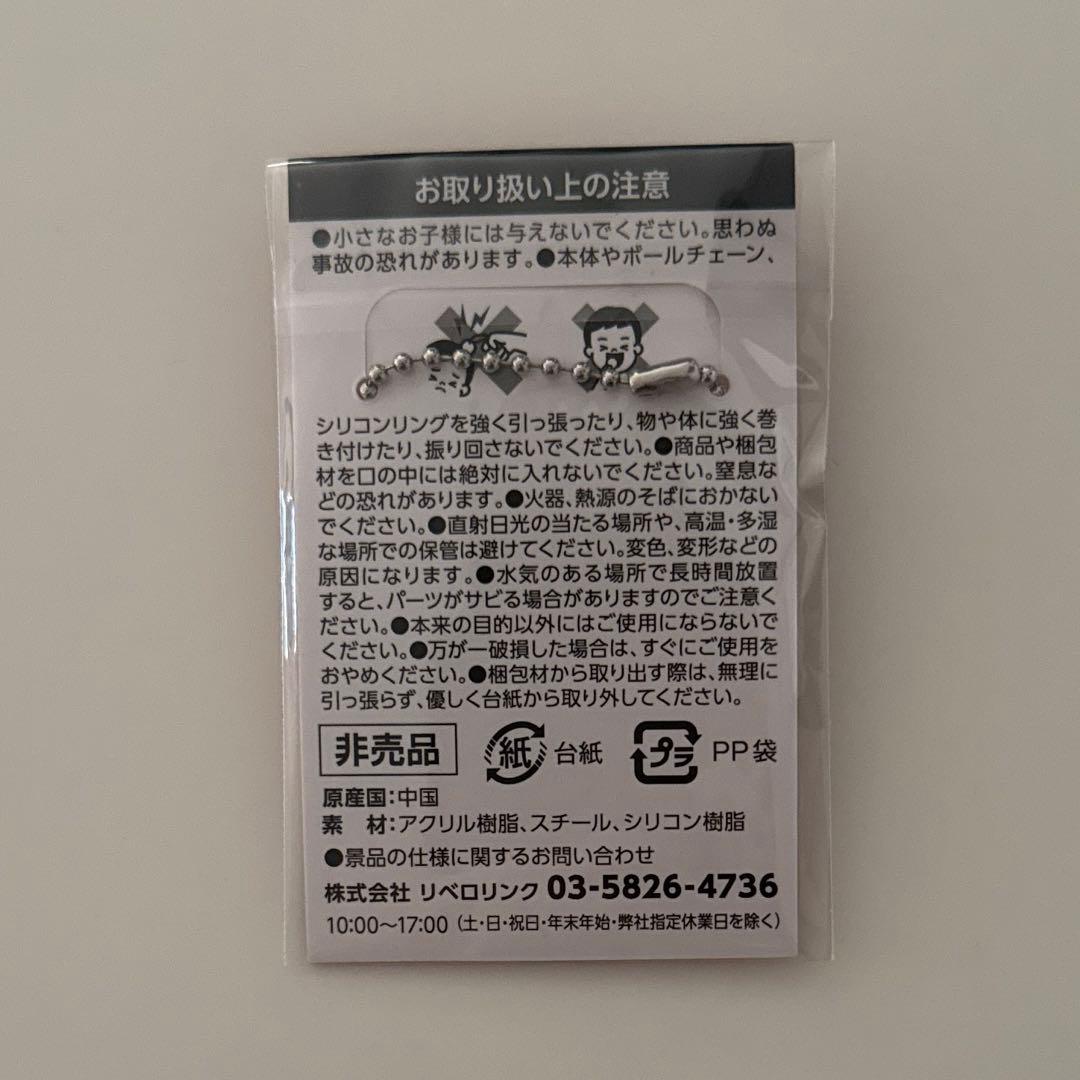 お取り扱い上の注意
●小さなお子様には与えないでください。思わぬ
事故の恐れがあります。●本体やボールチェーン、
シリコンリングを強く引っ張ったり、物や体に強く巻
き付けたり、振り回さないでください。●商品や梱包
材を口の中には絶対に入れないでください。窒息な
どの恐れがあります。●火器、熱源のそばにおかない
でください。●直射日光の当たる場所や、高温・多湿
な場所での保管は避けてください。変色、変形などの
原因になります。●水気のある場所で長時間放置
すると、パーツがサビる場合がありますのでご注意く
ださい。●本来の目的以外にはご使用にならないで
ください。●万が一破損した場合は、すぐにご使用を
おやめください。●梱包材から取り出す際は、無理に
引っ張らず、優しく台紙から取り外してください。
非売品 紙 台紙 プラ PP袋
原産国：中国
素　材：アクリル樹脂、スチール、シリコン樹脂
●景品の仕様に関するお問い合わせ
株式会社 リベロリンク 03-5826-4736
10:00～17:00（土・日・祝日・年末年始・弊社指定休業日を除く）